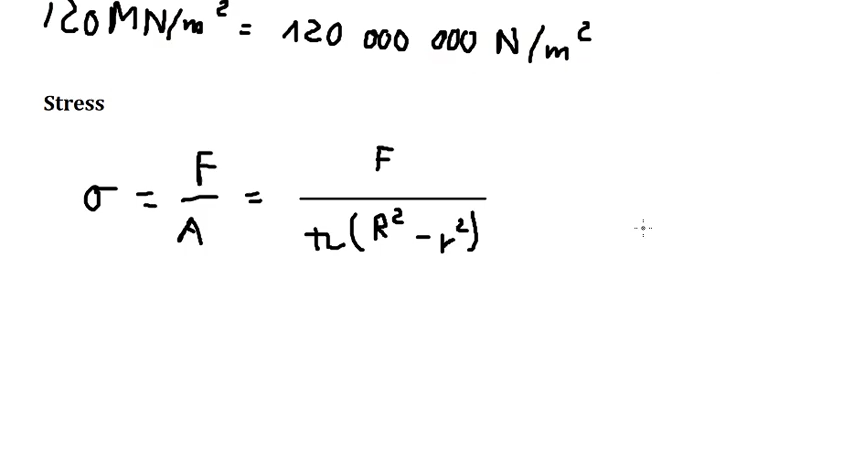 120 MN/m² = 120 000 000 N/m²
Stress
σ = F/A = F/π(R² - r²)